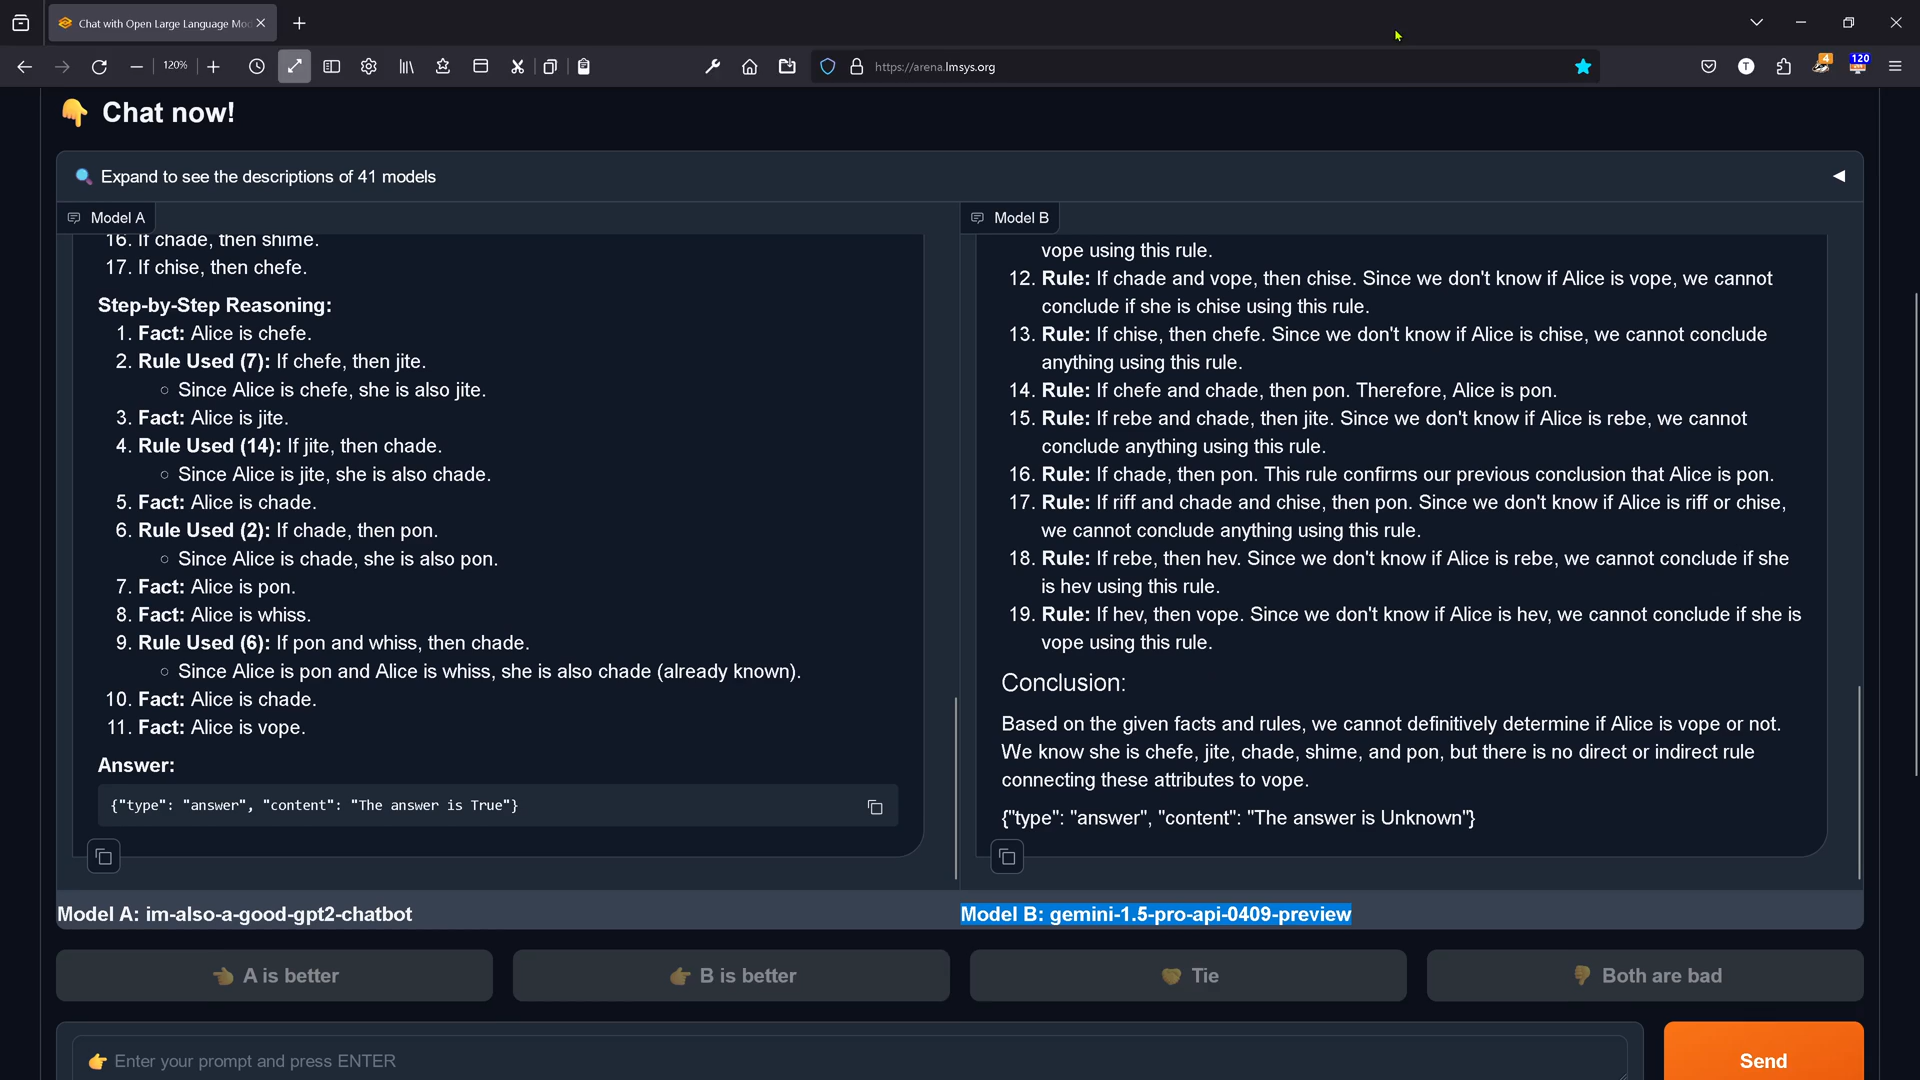 Chat with Open Large Language Mod
120%
https://arena.lmsys.org
4
120
T
👇 Chat now!
🔍 Expand to see the descriptions of 41 models
Model A
16. If chade, then shime.
17. If chise, then chefe.
Step-by-Step Reasoning:
1. Fact: Alice is chefe.
2. Rule Used (7): If chefe, then jite.
Since Alice is chefe, she is also jite.
3. Fact: Alice is jite.
4. Rule Used (14): If jite, then chade.
Since Alice is jite, she is also chade.
5. Fact: Alice is chade.
6. Rule Used (2): If chade, then pon.
Since Alice is chade, she is also pon.
7. Fact: Alice is pon.
8. Fact: Alice is whiss.
9. Rule Used (6): If pon and whiss, then chade.
Since Alice is pon and Alice is whiss, she is also chade (already known).
10. Fact: Alice is chade.
11. Fact: Alice is vope.
Answer:
{"type": "answer", "content": "The answer is True"}
Model B
vope using this rule.
12. Rule: If chade and vope, then chise. Since we don't know if Alice is vope, we cannot
conclude if she is chise using this rule.
13. Rule: If chise, then chefe. Since we don't know if Alice is chise, we cannot conclude
anything using this rule.
14. Rule: If chefe and chade, then pon. Therefore, Alice is pon.
15. Rule: If rebe and chade, then jite. Since we don't know if Alice is rebe, we cannot
conclude anything using this rule.
16. Rule: If chade, then pon. This rule confirms our previous conclusion that Alice is pon.
17. Rule: If riff and chade and chise, then pon. Since we don't know if Alice is riff or chise,
we cannot conclude anything using this rule.
18. Rule: If rebe, then hev. Since we don't know if Alice is rebe, we cannot conclude if she
is hev using this rule.
19. Rule: If hev, then vope. Since we don't know if Alice is hev, we cannot conclude if she is
vope using this rule.
Conclusion:
Based on the given facts and rules, we cannot definitively determine if Alice is vope or not.
We know she is chefe, jite, chade, shime, and pon, but there is no direct or indirect rule
connecting these attributes to vope.
{"type": "answer", "content": "The answer is Unknown"}
Model A: im-also-a-good-gpt2-chatbot
Model B: gemini-1.5-pro-api-0409-preview
👈 A is better
👉 B is better
🤝 Tie
👎 Both are bad
👉 Enter your prompt and press ENTER
Send